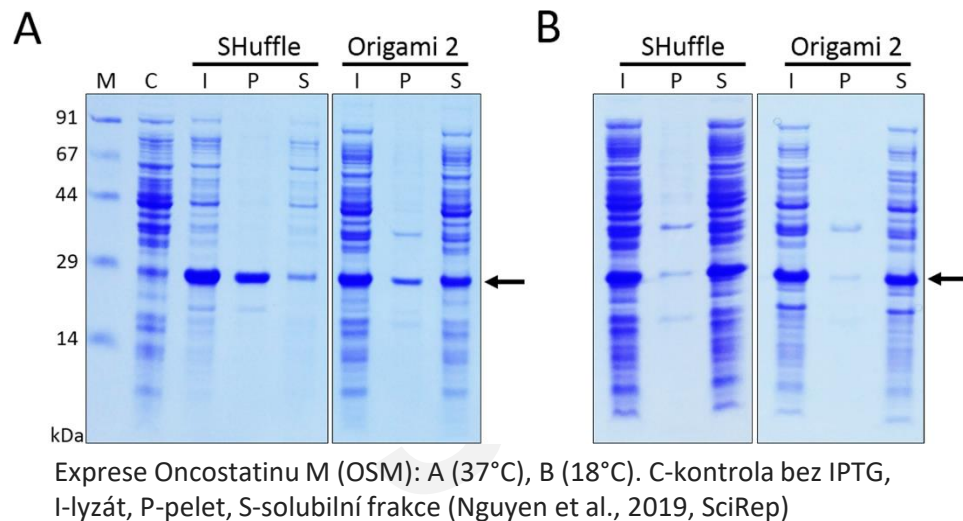 A
B
SHuffle Origami 2 SHuffle Origami 2
M C I P S I P S I P S I P S
91
67
44
29
14
kDa
Exprese Oncostatinu M (OSM): A (37°C), B (18°C). C-kontrola bez IPTG,
I-lyzát, P-pelet, S-solubilní frakce (Nguyen et al., 2019, SciRep)